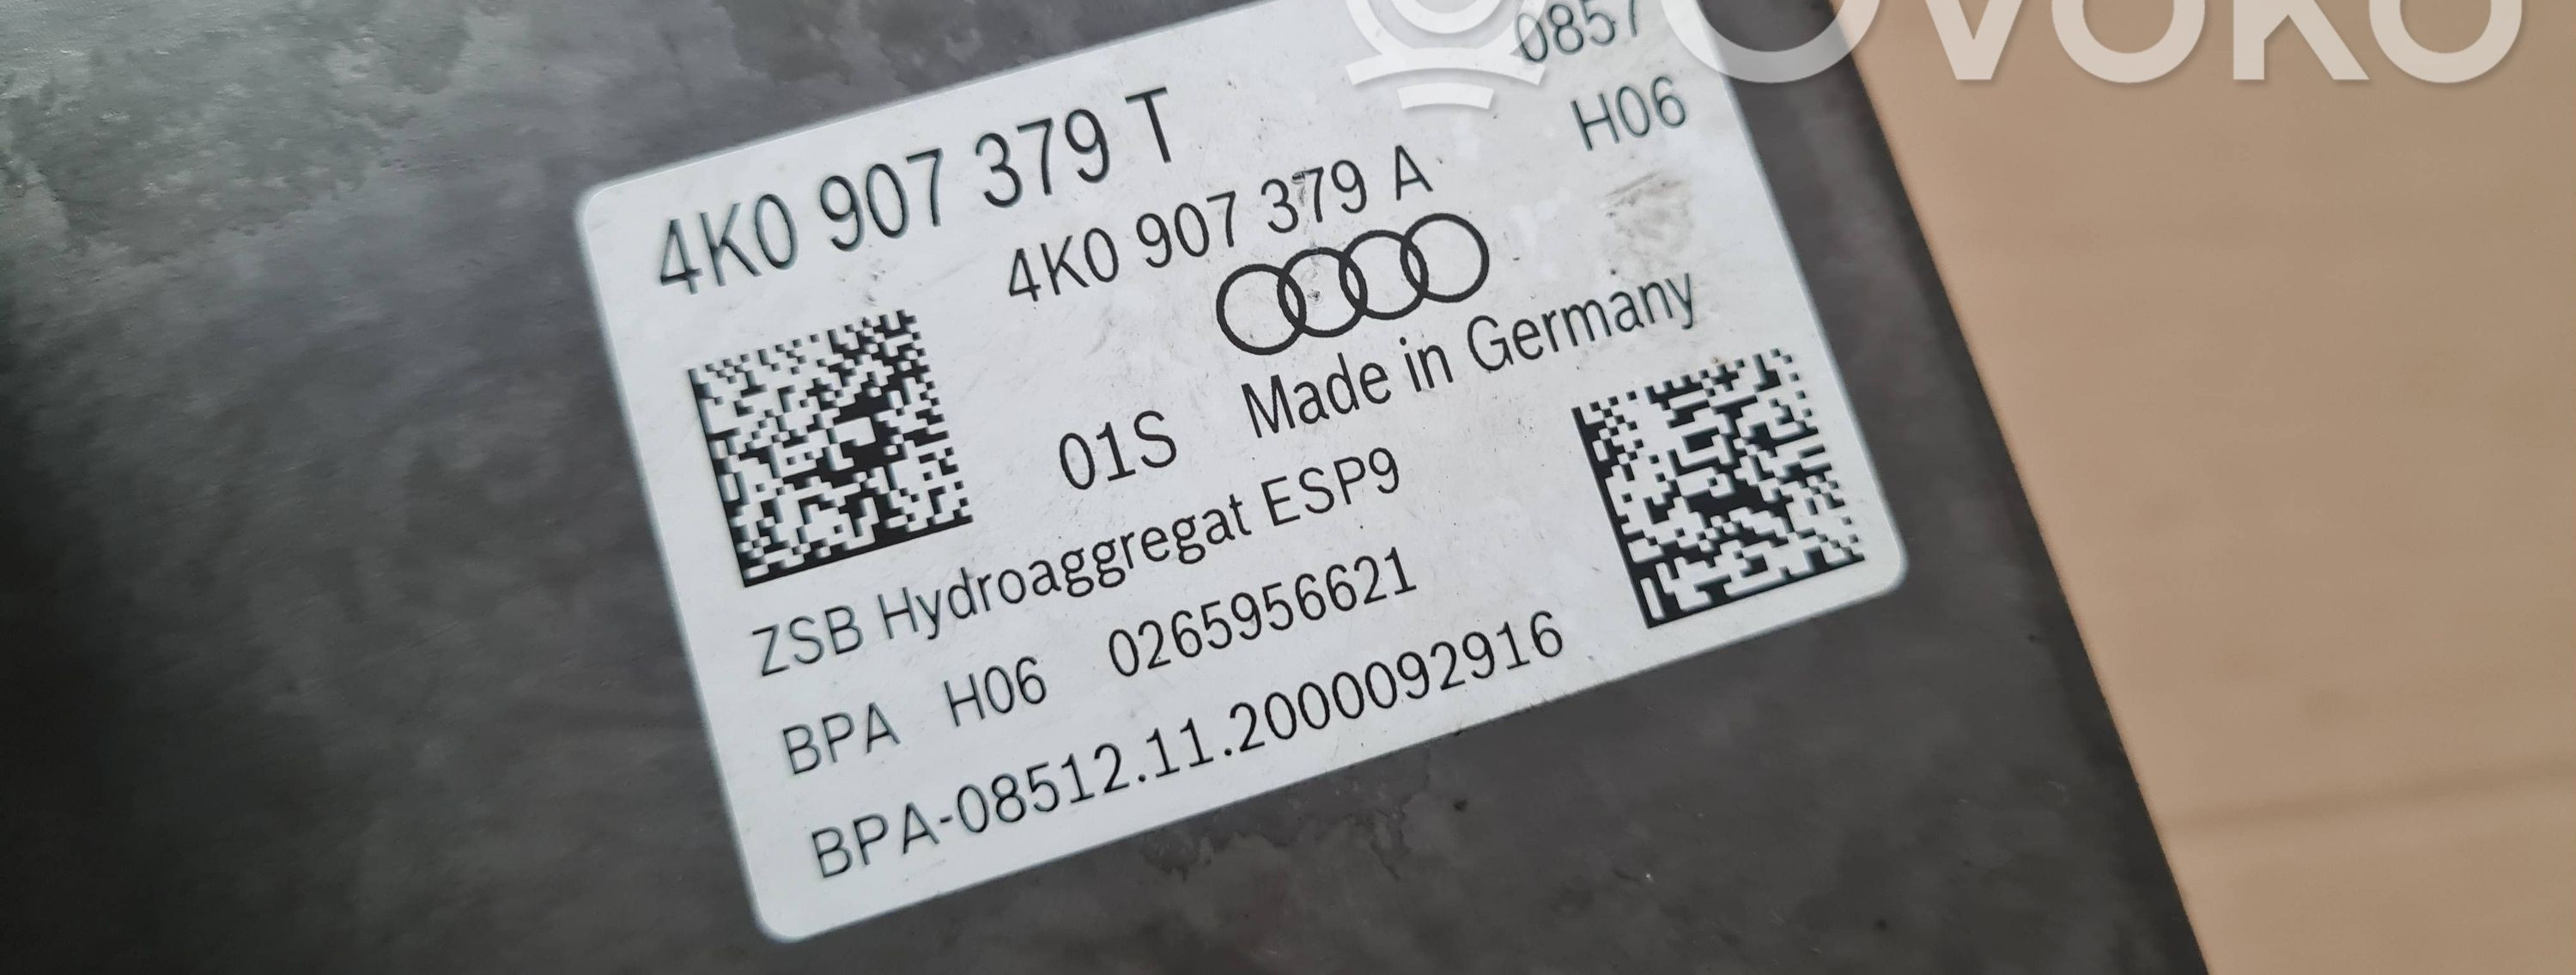 OVOKO
0857
4K0 907 379 T
H06
4K0 907 379 A
01S Made in Germany
ZSB Hydroaggregat ESP9
BPA H06 0265956621
BPA-08512.11.2000092916